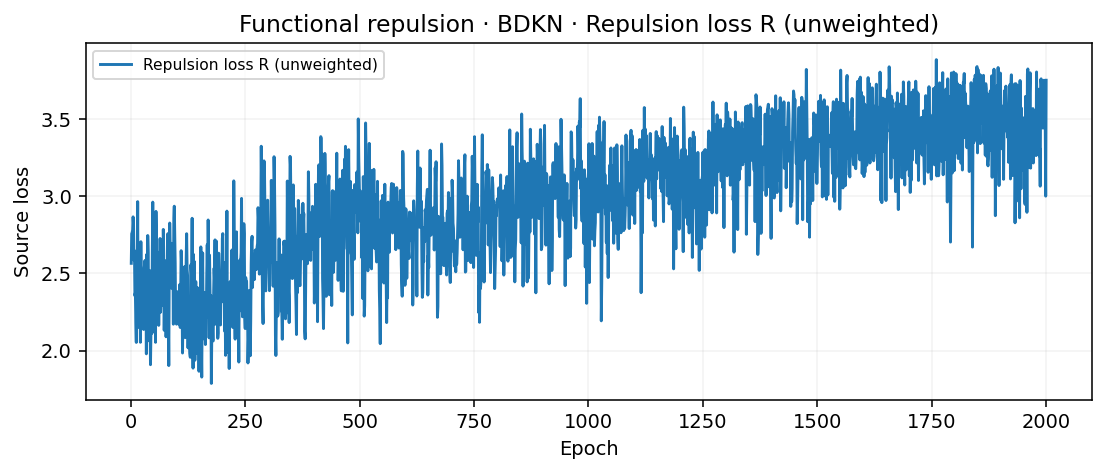 Functional repulsion · BDKN · Repulsion loss R (unweighted)
Repulsion loss R (unweighted)
Source loss
3.5
3.0
2.5
2.0
0 250 500 750 1000 1250 1500 1750 2000
Epoch